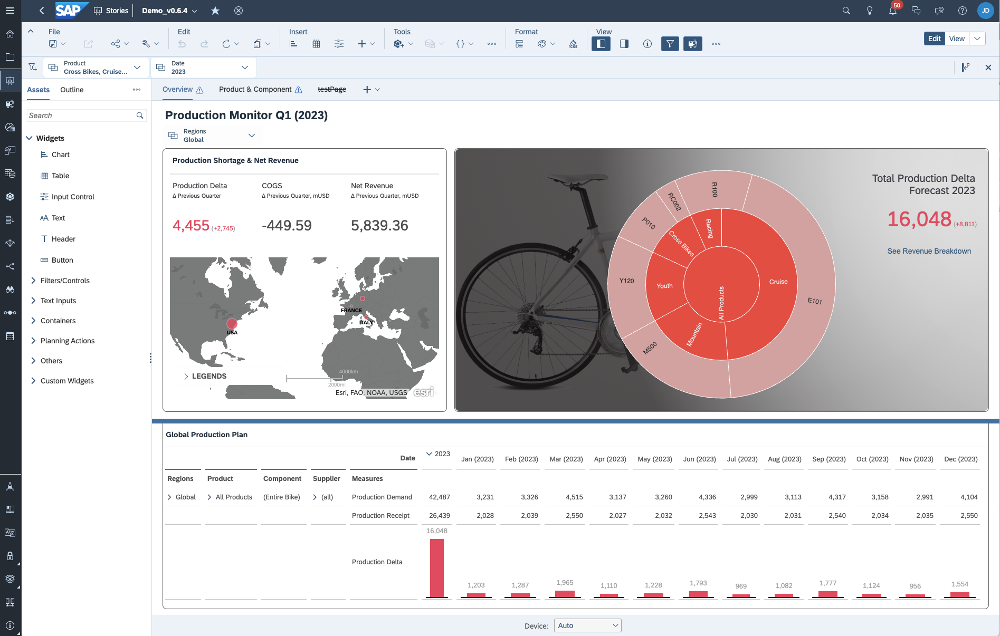 SAP Stories Demo_v0.6.4 50 JD
File Edit Insert Tools Format View
CSS
Edit View
Product
Cross Bikes, Cruise...
Date
2023
Assets Outline
Overview Product & Component testPage
Search
Widgets
Chart
Table
Input Control
Text
Header
Button
Filters/Controls
Text Inputs
Containers
Planning Actions
Others
Custom Widgets
Production Monitor Q1 (2023)
Regions
Global
Production Shortage & Net Revenue
Production Delta
Δ Previous Quarter
4,455 (+2,745)
COGS
Δ Previous Quarter, mUSD
-449.59
Net Revenue
Δ Previous Quarter, mUSD
5,839.36
FRANCE
ITALY
USA
LEGENDS
4000km
2000mi
Esri, FAO, NOAA, USGS
esri
R100
RC002
P010
Y120
M500
E101
Racing
Cross Bikes
Youth
Mountain
Cruise
All Products
Total Production Delta
Forecast 2023
16,048 (+8,811)
See Revenue Breakdown
Global Production Plan
Date 2023 Jan (2023) Feb (2023) Mar (2023) Apr (2023) May (2023) Jun (2023) Jul (2023) Aug (2023) Sep (2023) Oct (2023) Nov (2023) Dec (2023)
Regions Product Component Supplier Measures
Global All Products (Entire Bike) (all) Production Demand 42,487 3,231 3,326 4,515 3,137 3,260 4,336 2,999 3,113 4,317 3,158 2,991 4,104
Production Receipt 26,439 2,028 2,039 2,550 2,027 2,032 2,543 2,030 2,031 2,540 2,034 2,035 2,550
Production Delta 16,048 1,203 1,287 1,965 1,110 1,228 1,793 969 1,082 1,777 1,124 956 1,554
Device: Auto